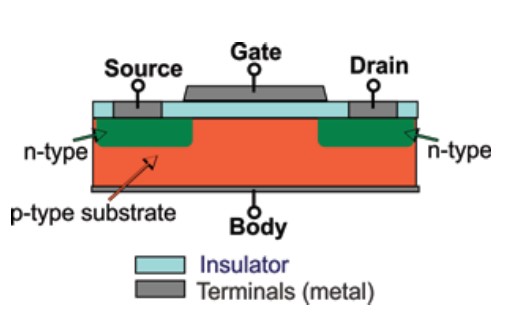 Gate
Source
Drain
n-type
n-type
p-type substrate
Body
Insulator
Terminals (metal)